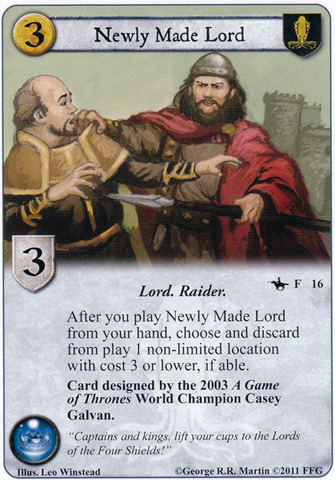 3
Newly Made Lord
3
Lord. Raider.
F 16
After you play Newly Made Lord
from your hand, choose and discard
from play 1 non-limited location
with cost 3 or lower, if able.
Card designed by the 2003 A Game
of Thrones World Champion Casey
Galvan.
"Captains and kings, lift your cups to the Lords
of the Four Shields!"
Illus. Leo Winstead
©George R.R. Martin ©2011 FFG